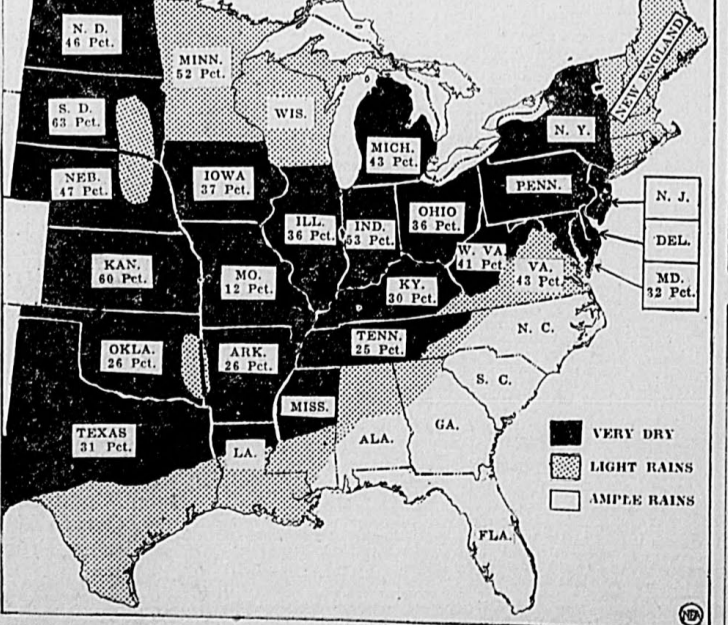 N. D.
46 Pct.
MINN.
52 Pct.
WIS.
NEW ENGLAND
S. D.
63 Pct.
MICH.
43 Pct.
N. Y.
NEB.
47 Pct.
IOWA
37 Pct.
PENN.
N. J.
ILL.
36 Pct.
IND.
53 Pct.
OHIO
36 Pct.
DEL.
W. VA.
41 Pct.
VA.
43 Pct.
MD.
32 Pct.
KAN.
60 Pct.
MO.
12 Pct.
KY.
30 Pct.
N. C.
OKLA.
26 Pct.
ARK.
26 Pct.
TENN.
25 Pct.
S. C.
MISS.
GA.
TEXAS
31 Pct.
LA.
ALA.
VERY DRY
LIGHT RAINS
AMPLE RAINS
FLA.
NEA